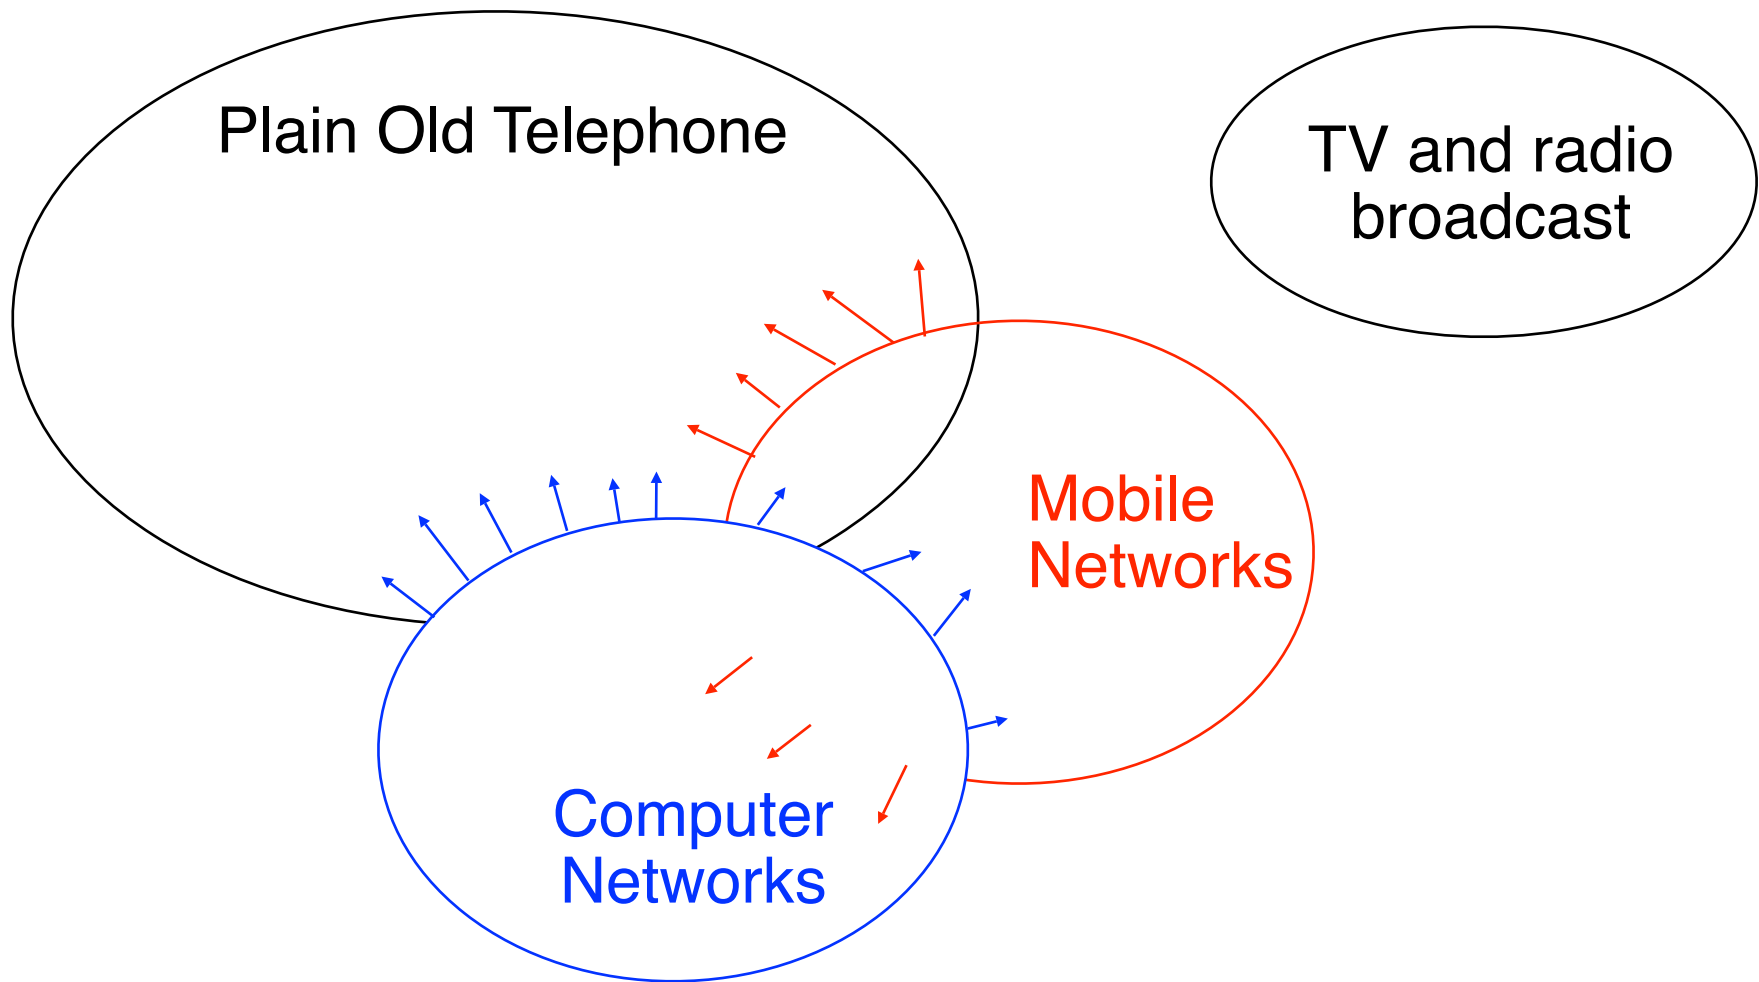 Plain Old Telephone
TV and radio
broadcast
Mobile
Networks
Computer
Networks